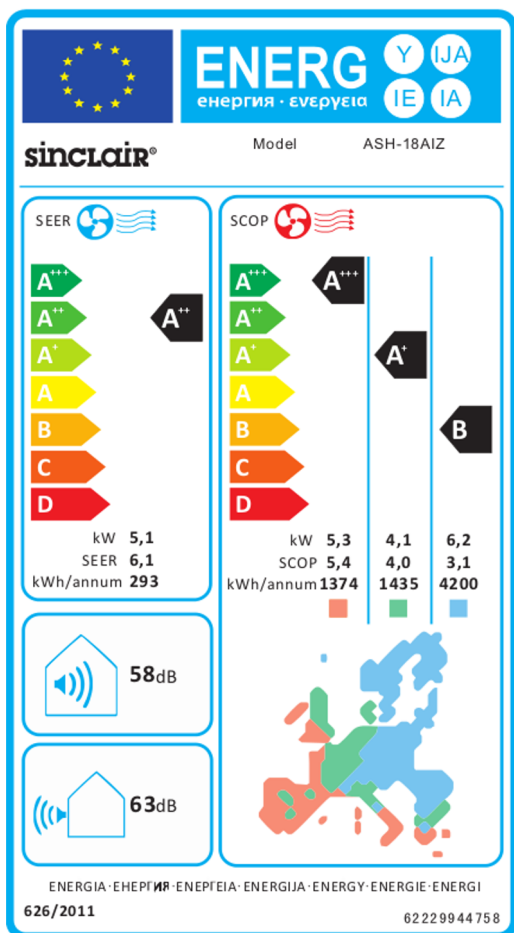 ENERG
енергия · ενεργεια
Y IJA
IE IA
sinclair®
Model ASH-18AIZ
SEER
A+++
A++
A+
A
B
C
D
A++
kW 5,1
SEER 6,1
kWh/annum 293
SCOP
A+++
A++
A+
A
B
C
D
A+++
A+
B
kW 5,3 4,1 6,2
SCOP 5,4 4,0 3,1
kWh/annum 1374 1435 4200
58dB
63dB
ENERGIA·ЕНЕРГИЯ·ΕΝΕΡΓΕΙΑ·ENERGIJA·ENERGY·ENERGIE·ENERGI
626/2011
62229944758